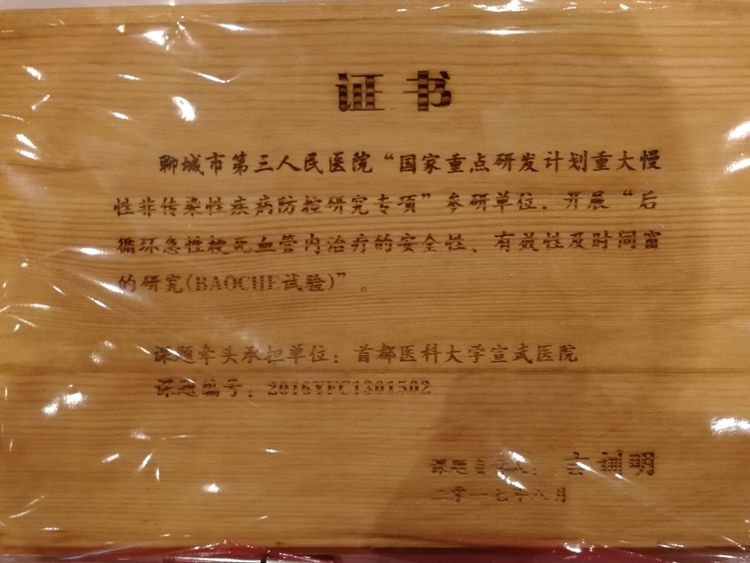 证书
聊城市第三人民医院“国家重点研发计划重大慢
性非传染性疾病防控研究专项”参研单位，开展“后
循环急性梗死血管内治疗的安全性、有效性及时间窗
的研究(BAOCHE试验)”。
课题牵头承担单位：首都医科大学宣武医院
课题编号：2016YFC1301502
课题负责人：吉训明
二零一七年八月